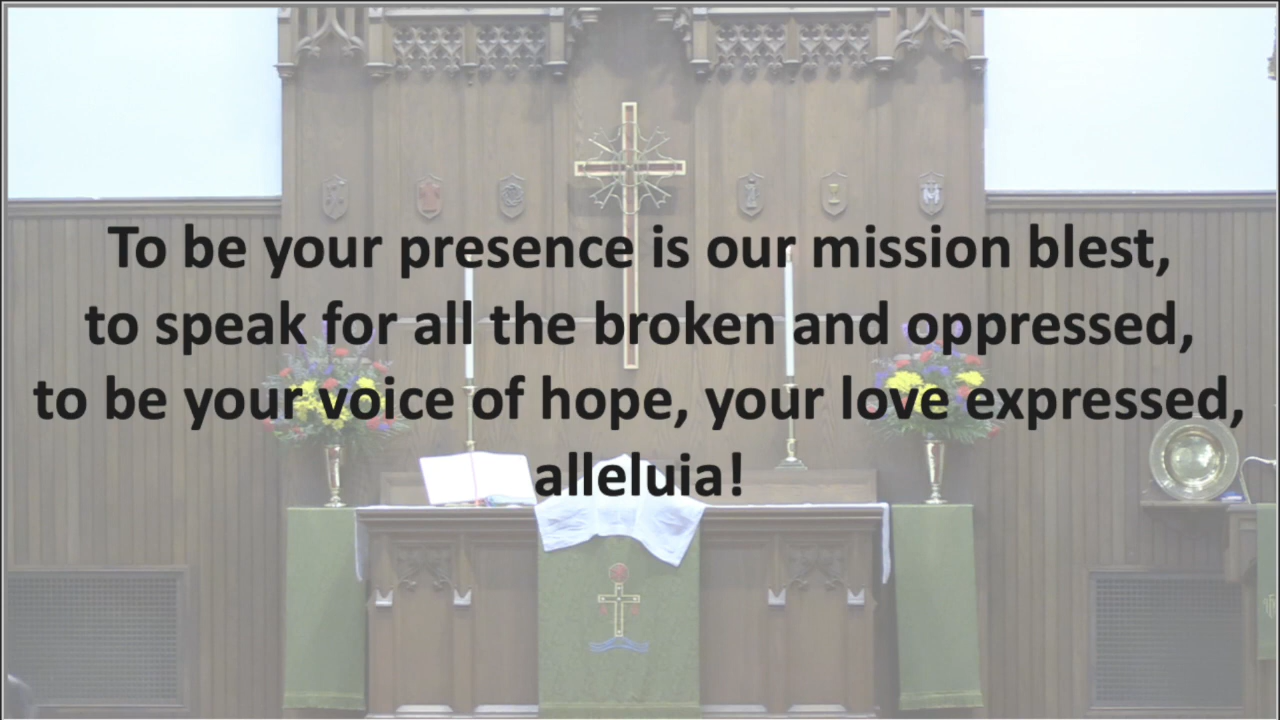 To be your presence is our mission blest,
to speak for all the broken and oppressed,
to be your voice of hope, your love expressed,
alleluia!